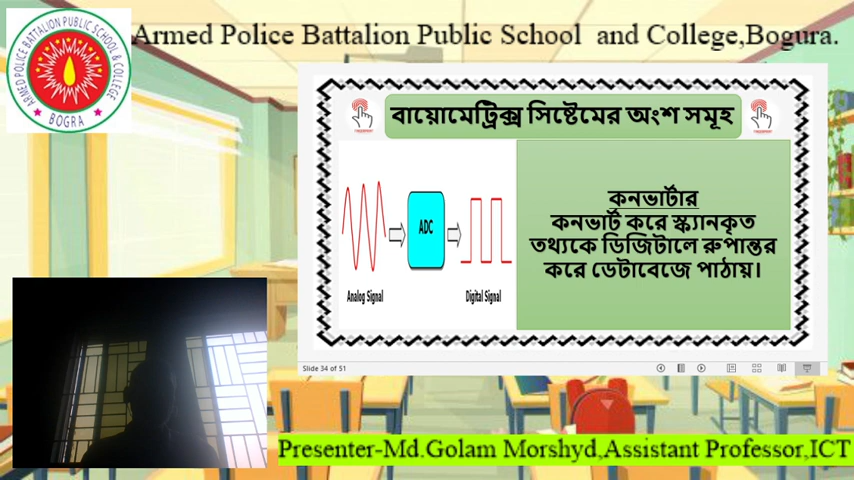 Armed Police Battalion Public School and College,Bogura.
ARMED POLICE BATTALION PUBLIC SCHOOL & COLLEGE
BOGRA
বায়োমেট্রিক্স সিষ্টেমের অংশ সমূহ
ADC
Analog Signal
Digital Signal
কনভার্টার
কনভার্ট করে স্ক্যানকৃত
তথ্যকে ডিজিটালে রুপান্তর
করে ডেটাবেজে পাঠায়।
Slide 34 of 51
Presenter-Md.Golam Morshyd,Assistant Professor,ICT